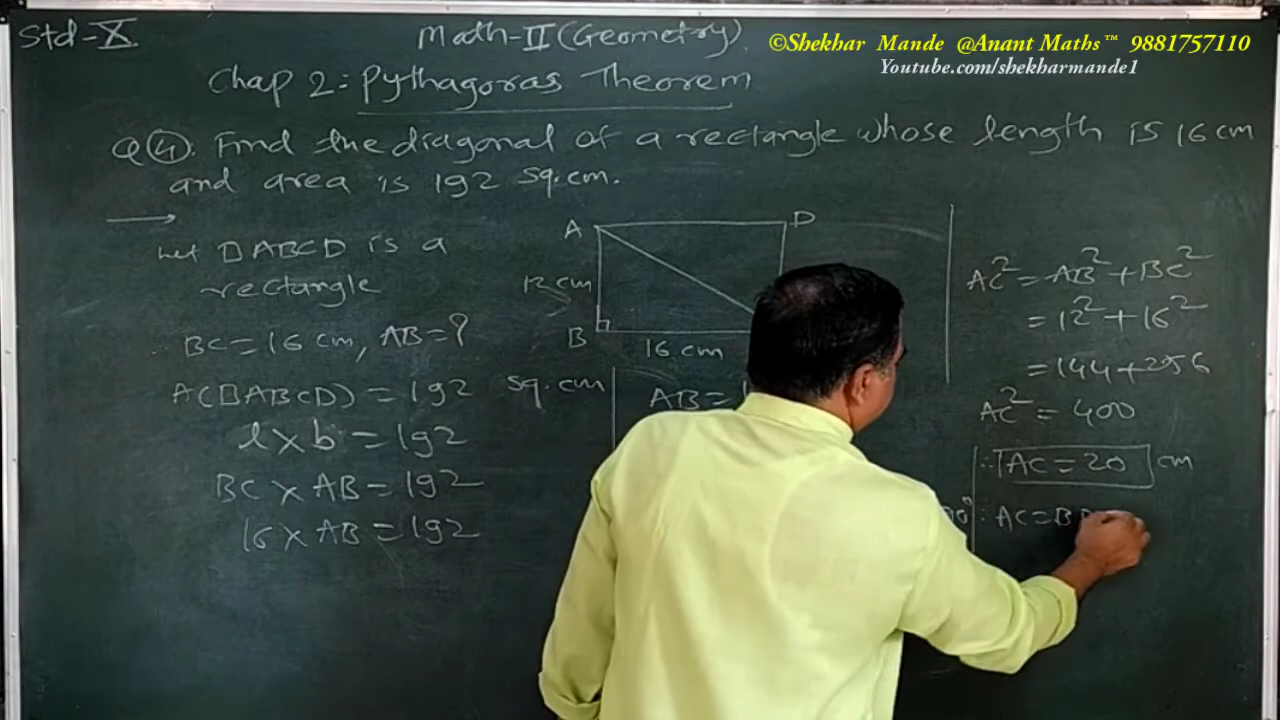 Std-X
Math-II (Geometry)
©Shekhar Mande @Anant Maths™ 9881757110
Youtube.com/shekharmande1
Chap 2: Pythagoras Theorem
Q④. Find the diagonal of a rectangle whose length is 16 cm
and area is 192 sq.cm.
Let □ABCD is a
rectangle
BC = 16 cm, AB = ?
A(□ABCD) = 192 sq.cm
l × b = 192
BC × AB = 192
16 × AB = 192
A
D
12 cm
B
16 cm
AB =
AC² = AB² + BC²
= 12² + 16²
= 144 + 256
AC² = 400
∴ AC = 20 cm
∴ AC = B